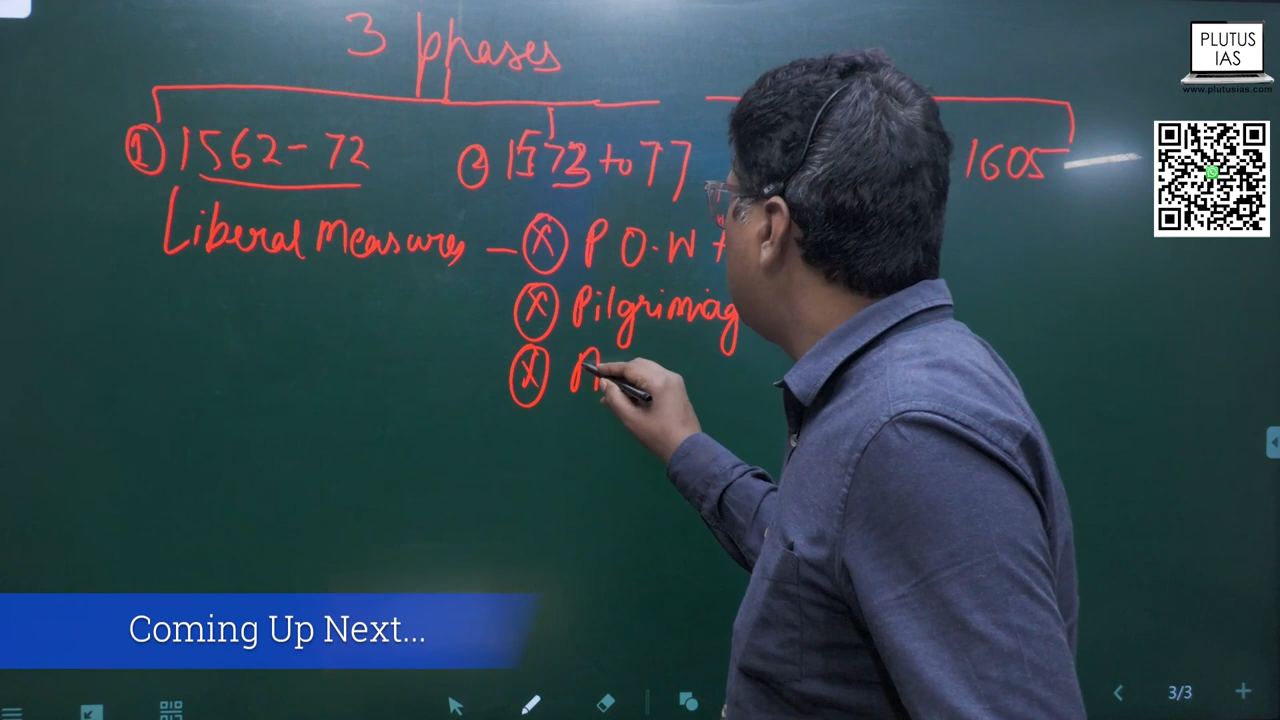 3 phases
PLUTUS
IAS
www.plutusias.com
① 1562-72
② 1573 to 77
1605
Liberal Measures - Ⓧ P O.W +
Ⓧ Pilgrimag
Ⓧ
Coming Up Next...
3/3